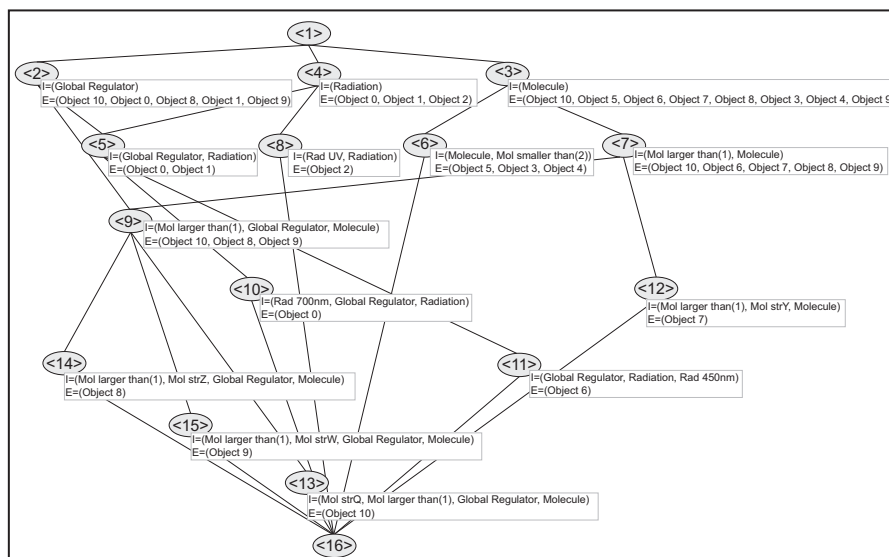 <1>
<2>
<4>
<3>
I=(Global Regulator)
E=(Object 10, Object 0, Object 8, Object 1, Object 9)
I=(Radiation)
E=(Object 0, Object 1, Object 2)
I=(Molecule)
E=(Object 10, Object 5, Object 6, Object 7, Object 8, Object 3, Object 4, Object 9
<5>
<8>
<6>
<7>
I=(Global Regulator, Radiation)
E=(Object 0, Object 1)
I=(Rad UV, Radiation)
E=(Object 2)
I=(Molecule, Mol smaller than(2))
E=(Object 5, Object 3, Object 4)
I=(Mol larger than(1), Molecule)
E=(Object 10, Object 6, Object 7, Object 8, Object 9)
<9>
I=(Mol larger than(1), Global Regulator, Molecule)
E=(Object 10, Object 8, Object 9)
<10>
I=(Rad 700nm, Global Regulator, Radiation)
E=(Object 0)
<12>
I=(Mol larger than(1), Mol strY, Molecule)
E=(Object 7)
<14>
I=(Mol larger than(1), Mol strZ, Global Regulator, Molecule)
E=(Object 8)
<11>
I=(Global Regulator, Radiation, Rad 450nm)
E=(Object 6)
<15>
I=(Mol larger than(1), Mol strW, Global Regulator, Molecule)
E=(Object 9)
<13>
I=(Mol strQ, Mol larger than(1), Global Regulator, Molecule)
E=(Object 10)
<16>